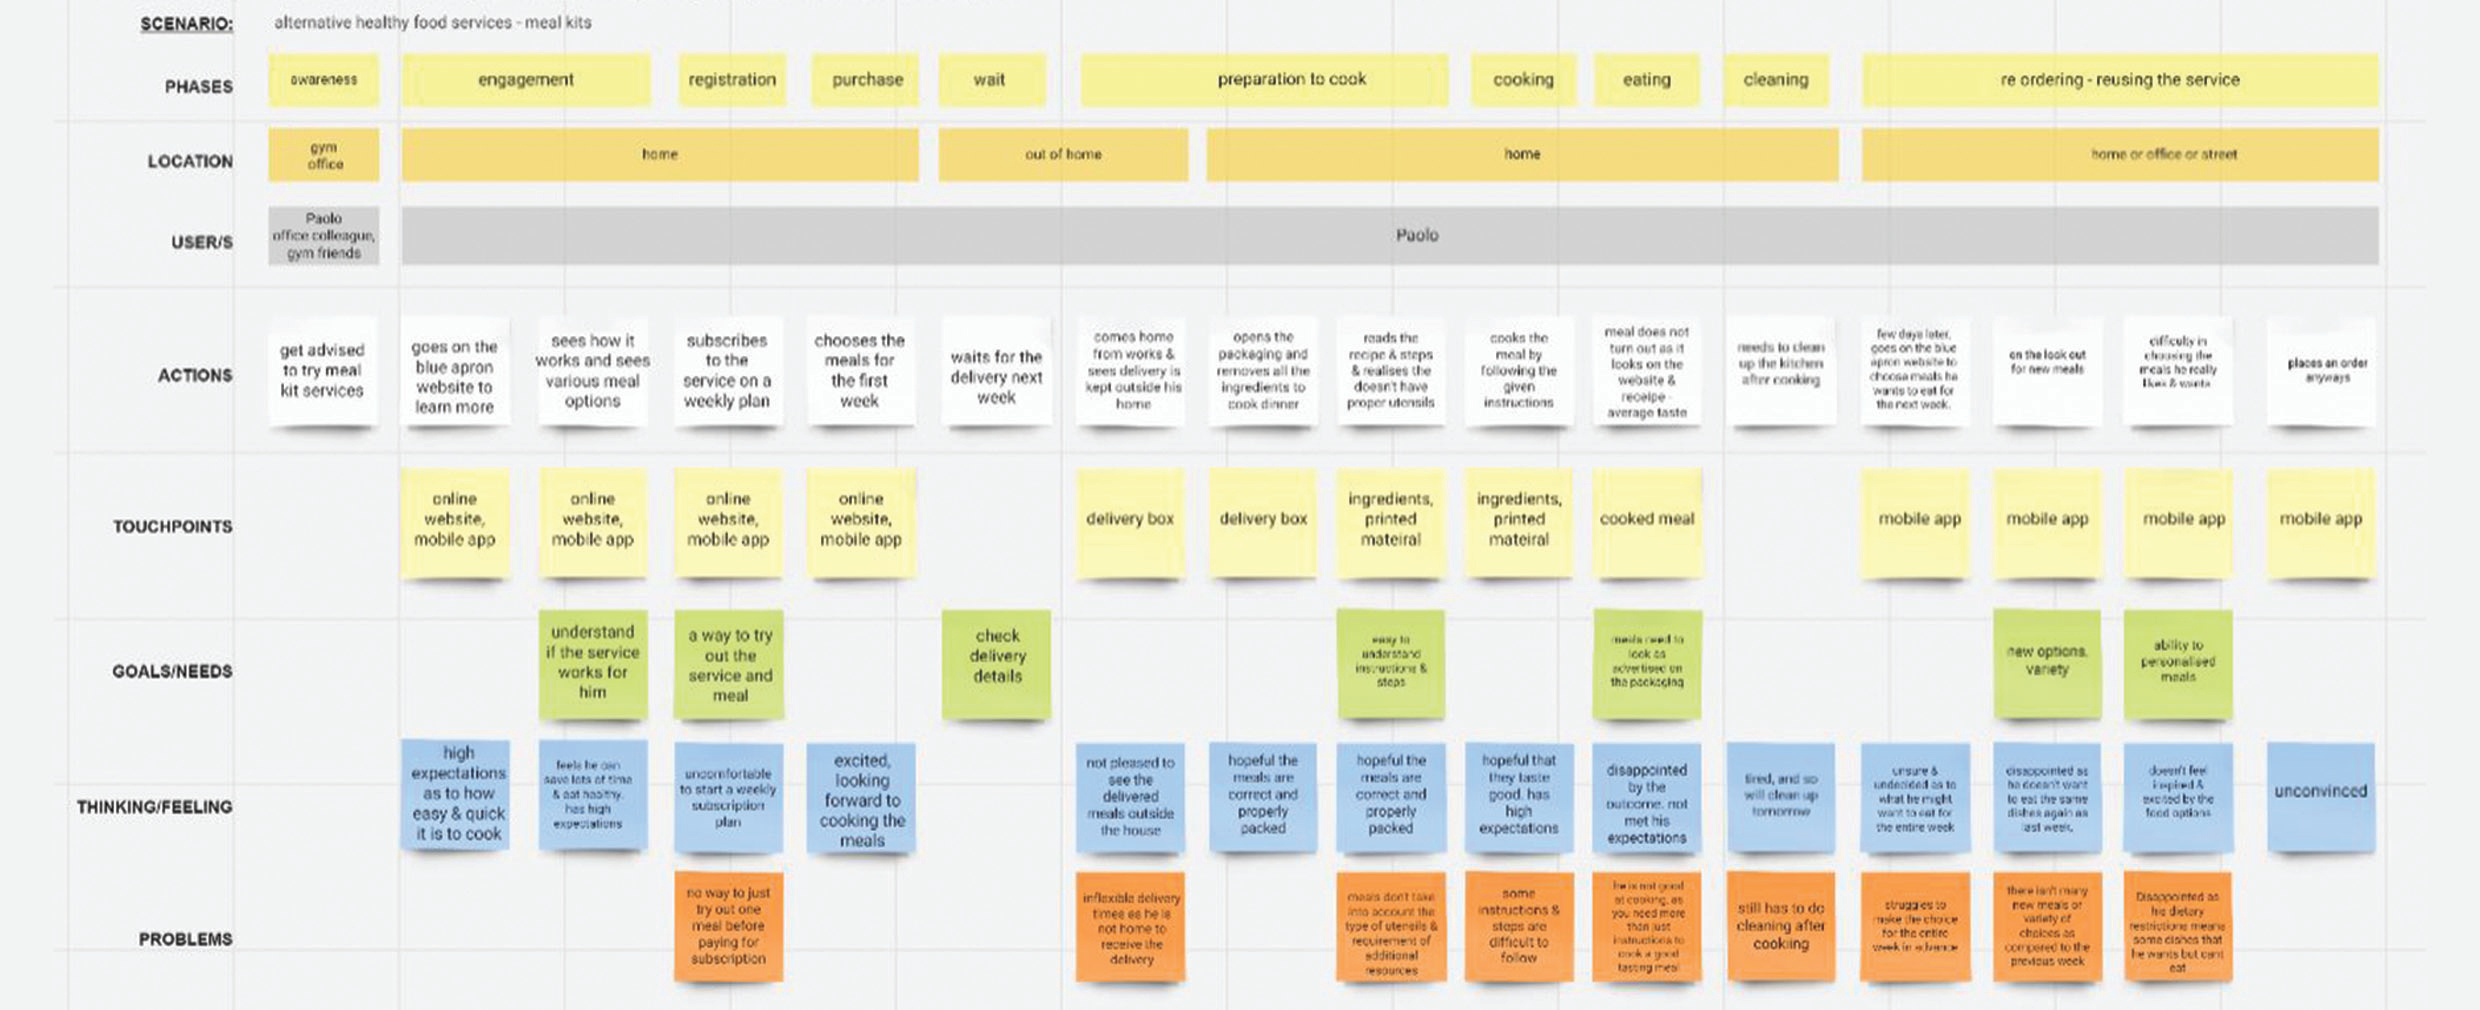 SCENARIO:
alternative healthy food services - meal kits
PHASES
awareness
engagement
registration
purchase
wait
preparation to cook
cooking
eating
cleaning
re ordering - reusing the service
LOCATION
gym
office
home
out of home
home
home or office or street
USER/S
Paolo
office colleague,
gym friends
Paolo
ACTIONS
get advised
to try meal
kit services
goes on the
blue apron
website to
learn more
sees how it
works and sees
various meal
options
subscribes
to the
service on a
weekly plan
chooses the
meals for
the first
week
waits for the
delivery next
week
comes home
from works &
sees delivery is
kept outside his
home
opens the
packaging and
removes all the
ingredients to
cook dinner
reads the
recipe & steps
& realises the
doesn't have
proper utensils
cooks the
meal by
following the
given
instructions
meal does not
turn out as it
looks on the
website &
receipe -
average taste
needs to clean
up the kitchen
after cooking
few days later,
goes on the blue
apron website to
choose meals he
wants to eat for
the next week.
on the look out
for new meals
difficulty in
choosing the
meals he really
likes & wants
places an order
anyways
TOUCHPOINTS
online
website,
mobile app
online
website,
mobile app
online
website,
mobile app
online
website,
mobile app
delivery box
delivery box
ingredients,
printed
mateiral
ingredients,
printed
mateiral
cooked meal
mobile app
mobile app
mobile app
mobile app
GOALS/NEEDS
understand
if the service
works for
him
a way to try
out the
service and
meal
check
delivery
details
easy to
understand
instructions &
steps
meals need to
look as
advertised on
the packaging
new options,
variety
ability to
personalised
meals
THINKING/FEELING
high
expectations
as to how
easy & quick
it is to cook
feels he can
save lots of time
& eat healthy.
has high
expectations
uncomfortable
to start a weekly
subscription
plan
excited,
looking
forward to
cooking the
meals
not pleased to
see the
delivered
meals outside
the house
hopeful the
meals are
correct and
properly
packed
hopeful the
meals are
correct and
properly
packed
hopeful that
they taste
good. has
high
expectations
disappointed
by the
outcome. not
met his
expectations
tired, and so
will clean up
tomorrow
unsure &
undecided as to
what he might
want to eat for
the entire week
disappointed as
he doesn't want
to eat the same
dishes again as
last week.
doesn't feel
inspired &
excited by the
food options
unconvinced
PROBLEMS
no way to just
try out one
meal before
paying for
subscription
inflexible delivery
times as he is
not home to
receive the
delivery
meals don't take
into account the
type of utensils &
requirement of
additional
resources
some
instructions &
steps are
difficult to
follow
he is not good
at cooking, as
you need more
than just
instructions to
cook a good
tasting meal
still has to do
cleaning after
cooking
struggles to
make the choice
for the entire
week in advance
there isn't many
new meals or
variety of
choices as
compared to the
previous week
Disappointed as
his dietary
restrictions means
some dishes that
he wants but cant
eat